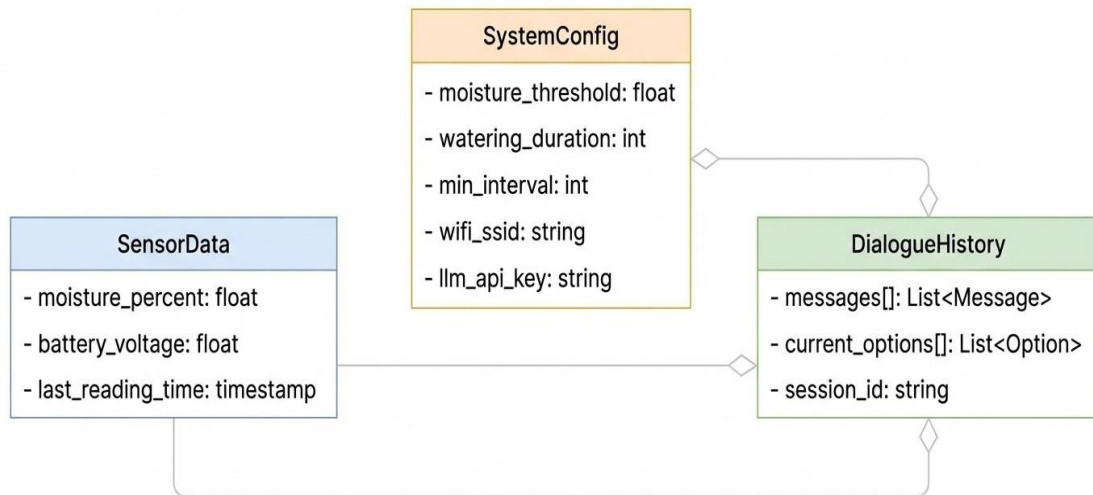 SystemConfig
- moisture_threshold: float
- watering_duration: int
- min_interval: int
- wifi_ssid: string
- llm_api_key: string
SensorData
- moisture_percent: float
- battery_voltage: float
- last_reading_time: timestamp
DialogueHistory
- messages[]: List<Message>
- current_options[]: List<Option>
- session_id: string